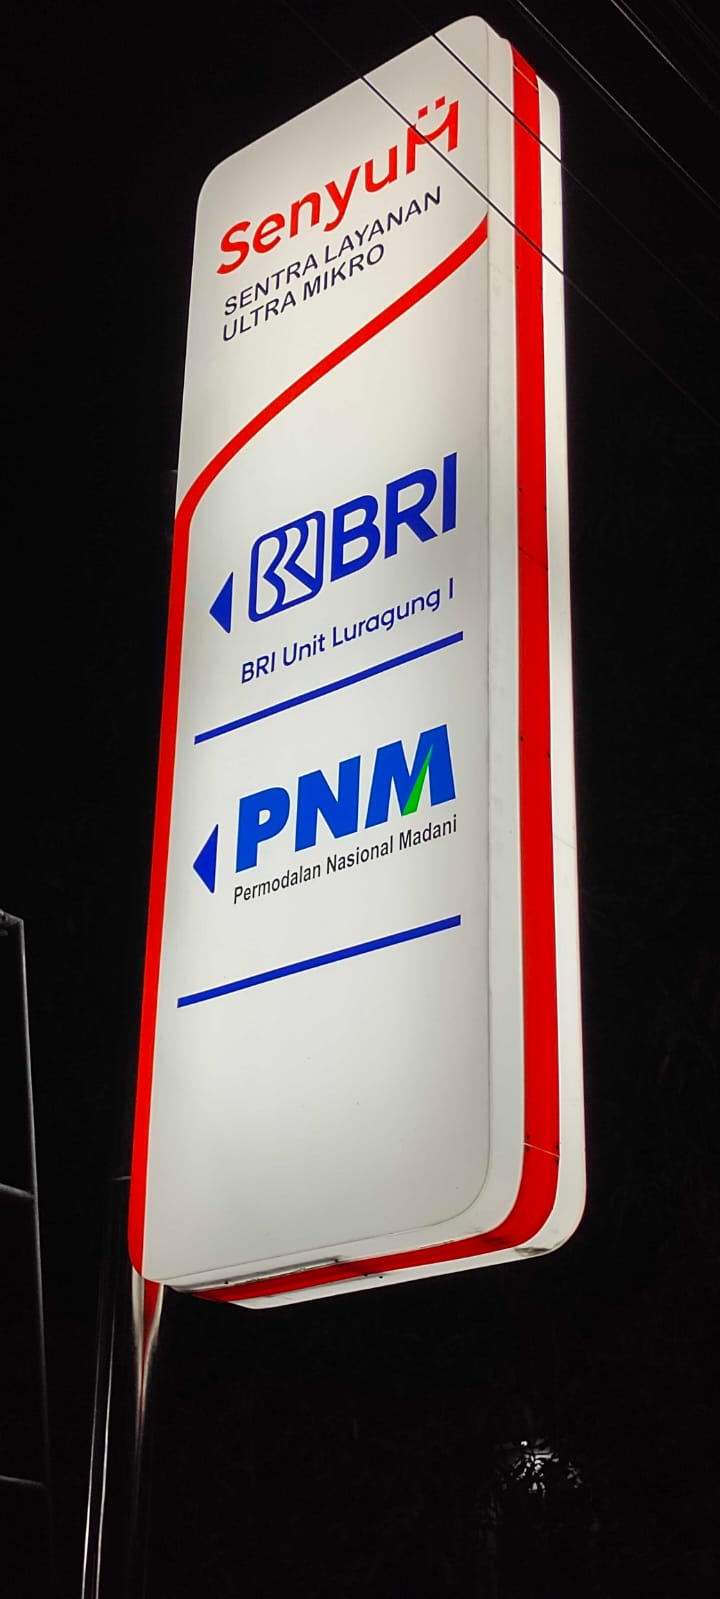 SenyuM
SENTRA LAYANAN
ULTRA MIKRO
BRI
BRI Unit Luragung I
PNM
Permodalan Nasional Madani